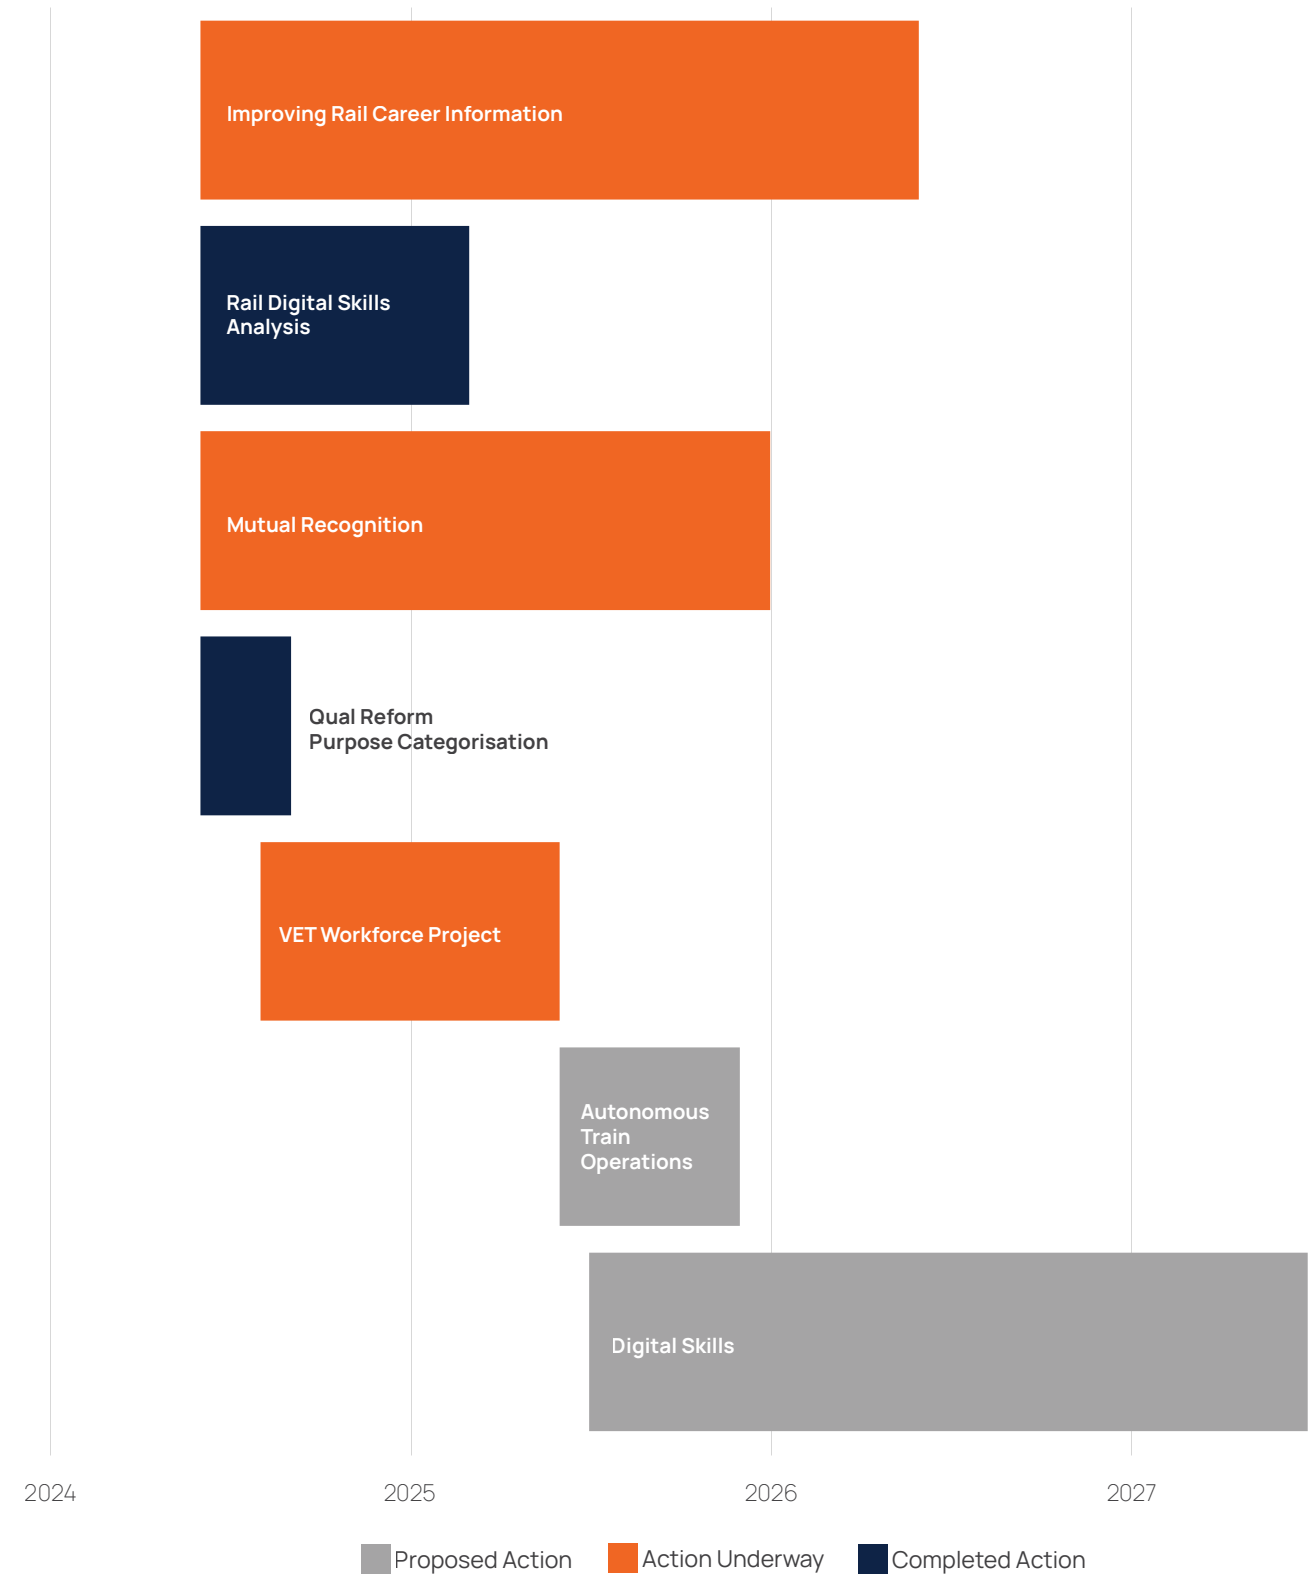 Improving Rail Career Information
Rail Digital Skills
Analysis
Mutual Recognition
Qual Reform
Purpose Categorisation
VET Workforce Project
Autonomous
Train
Operations
Digital Skills
2024 2025 2026 2027
Proposed Action Action Underway Completed Action